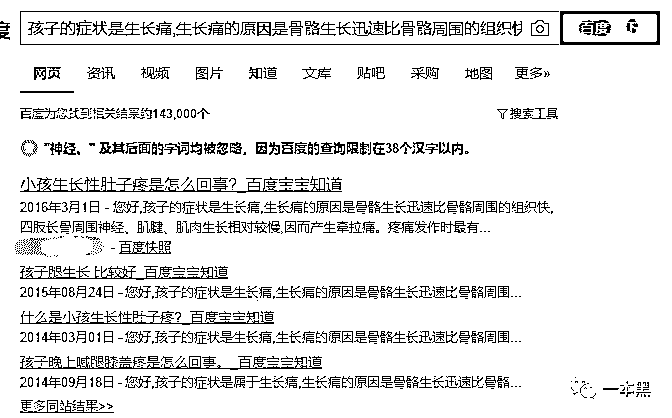 度
孩子的症状是生长痛,生长痛的原因是骨骼生长迅速比骨骼周围的组织快 百度
网页 资讯 视频 图片 知道 文库 贴吧 采购 地图 更多»
百度为您找到相关结果约143,000个 搜索工具
"神经、" 及其后面的字词均被忽略，因为百度的查询限制在38个汉字以内。
小孩生长性肚子疼是怎么回事?_百度宝宝知道
2016年3月1日 - 您好,孩子的症状是生长痛,生长痛的原因是骨骼生长迅速比骨骼周围的组织快,
四肢长骨周围神经、肌腱、肌肉生长相对较慢,因而产生牵拉痛。疼痛发作时最有...
- 百度快照
孩子腿生长 比较好_百度宝宝知道
2015年08月24日 - 您好,孩子的症状是生长痛,生长痛的原因是骨骼生长迅速比骨骼周围...
什么是小孩生长性肚子疼?_百度宝宝知道
2014年03月01日 - 您好,孩子的症状是生长痛,生长痛的原因是骨骼生长迅速比骨骼周围...
孩子晚上喊腿膝盖疼是怎么回事。_百度宝宝知道
2014年09月18日 - 您好,孩子的症状是属于生长痛,生长痛的原因是骨骼生长迅速比骨骼...
更多同站结果>>
一本黑